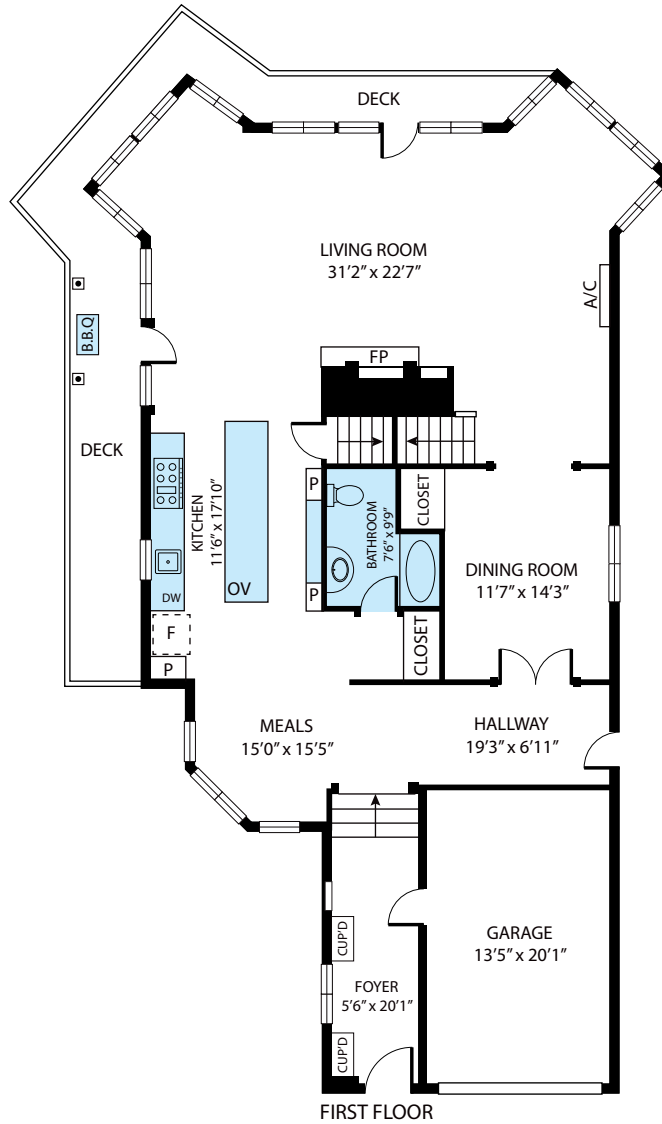 DECK
LIVING ROOM
31'2" x 22'7"
A/C
B.B.Q
FP
DECK
KITCHEN
11'6" x 17'10"
P
BATHROOM
7'6" x 9'9"
CLOSET
DINING ROOM
11'7" x 14'3"
OV
DW
P
F
CLOSET
P
MEALS
15'0" x 15'5"
HALLWAY
19'3" x 6'11"
GARAGE
13'5" x 20'1"
CUP'D
FOYER
5'6" x 20'1"
CUP'D
FIRST FLOOR